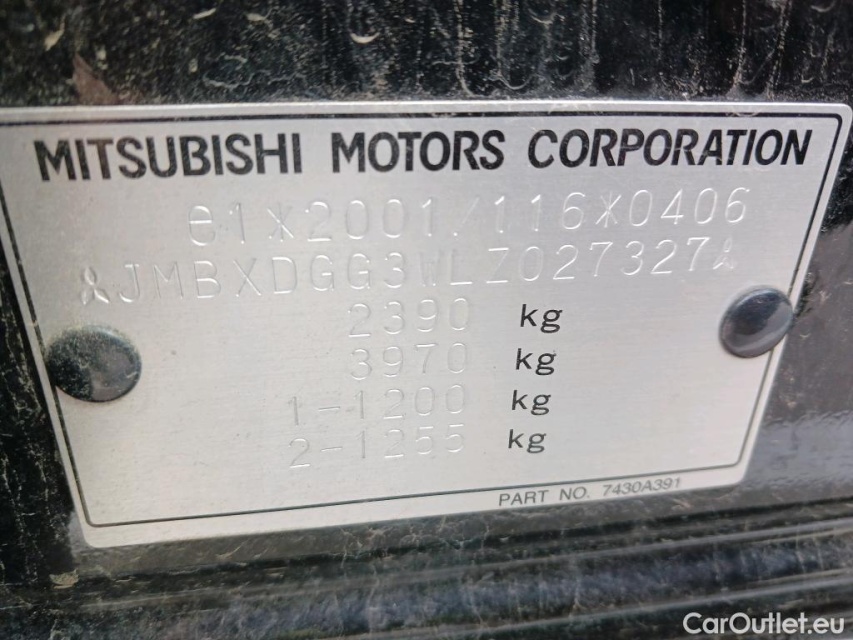 MITSUBISHI MOTORS CORPORATION
e1*2001/116*0406
JMBXDGG3WLZ027327
2390 kg
3970 kg
1-1200 kg
2-1255 kg
PART NO. 7430A391
CarOutlet.eu